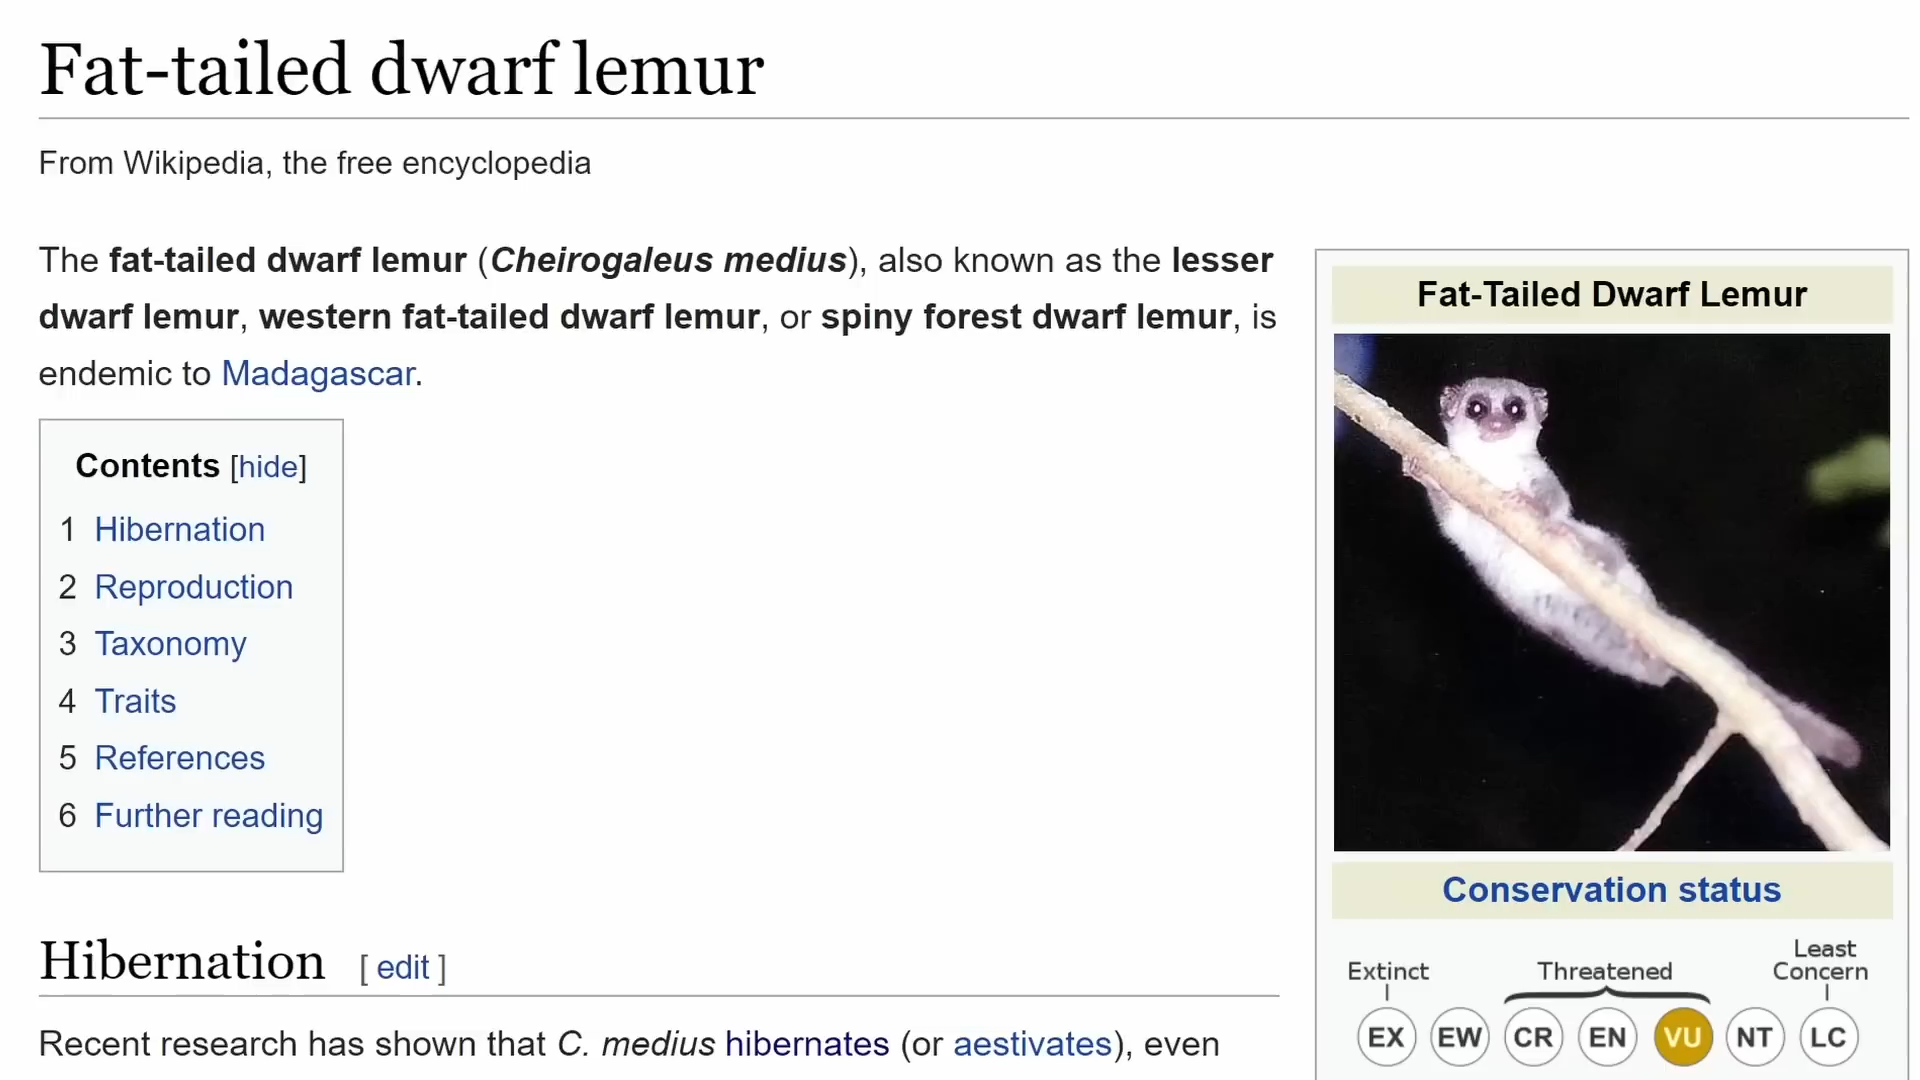 Fat-tailed dwarf lemur
From Wikipedia, the free encyclopedia
The fat-tailed dwarf lemur (Cheirogaleus medius), also known as the lesser
dwarf lemur, western fat-tailed dwarf lemur, or spiny forest dwarf lemur, is
endemic to Madagascar.
Contents [hide]
1 Hibernation
2 Reproduction
3 Taxonomy
4 Traits
5 References
6 Further reading
Hibernation [ edit ]
Recent research has shown that C. medius hibernates (or aestivates), even
Fat-Tailed Dwarf Lemur
Conservation status
Extinct Threatened Least
Concern
EX EW CR EN VU NT LC